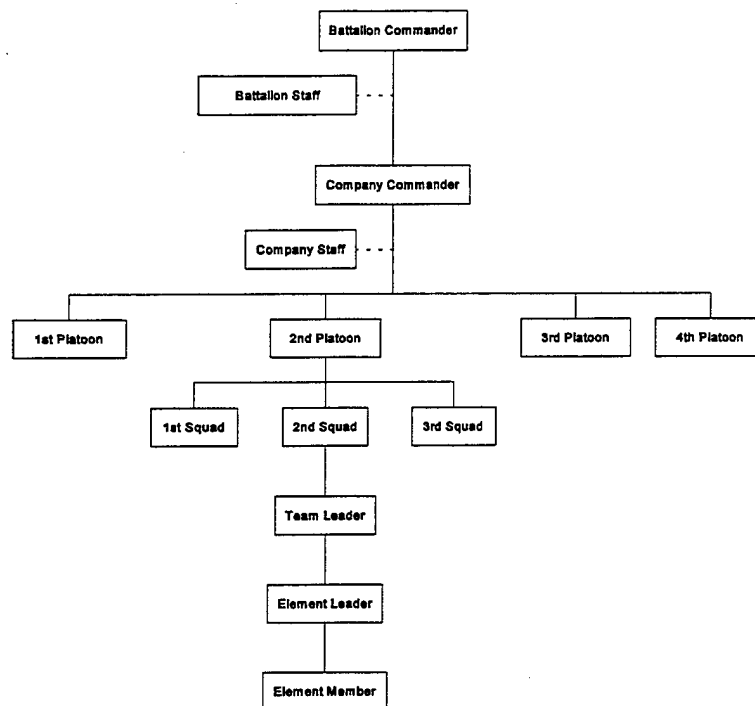 Battalion Commander
Battalion Staff
Company Commander
Company Staff
1st Platoon
2nd Platoon
3rd Platoon
4th Platoon
1st Squad
2nd Squad
3rd Squad
Team Leader
Element Leader
Element Member